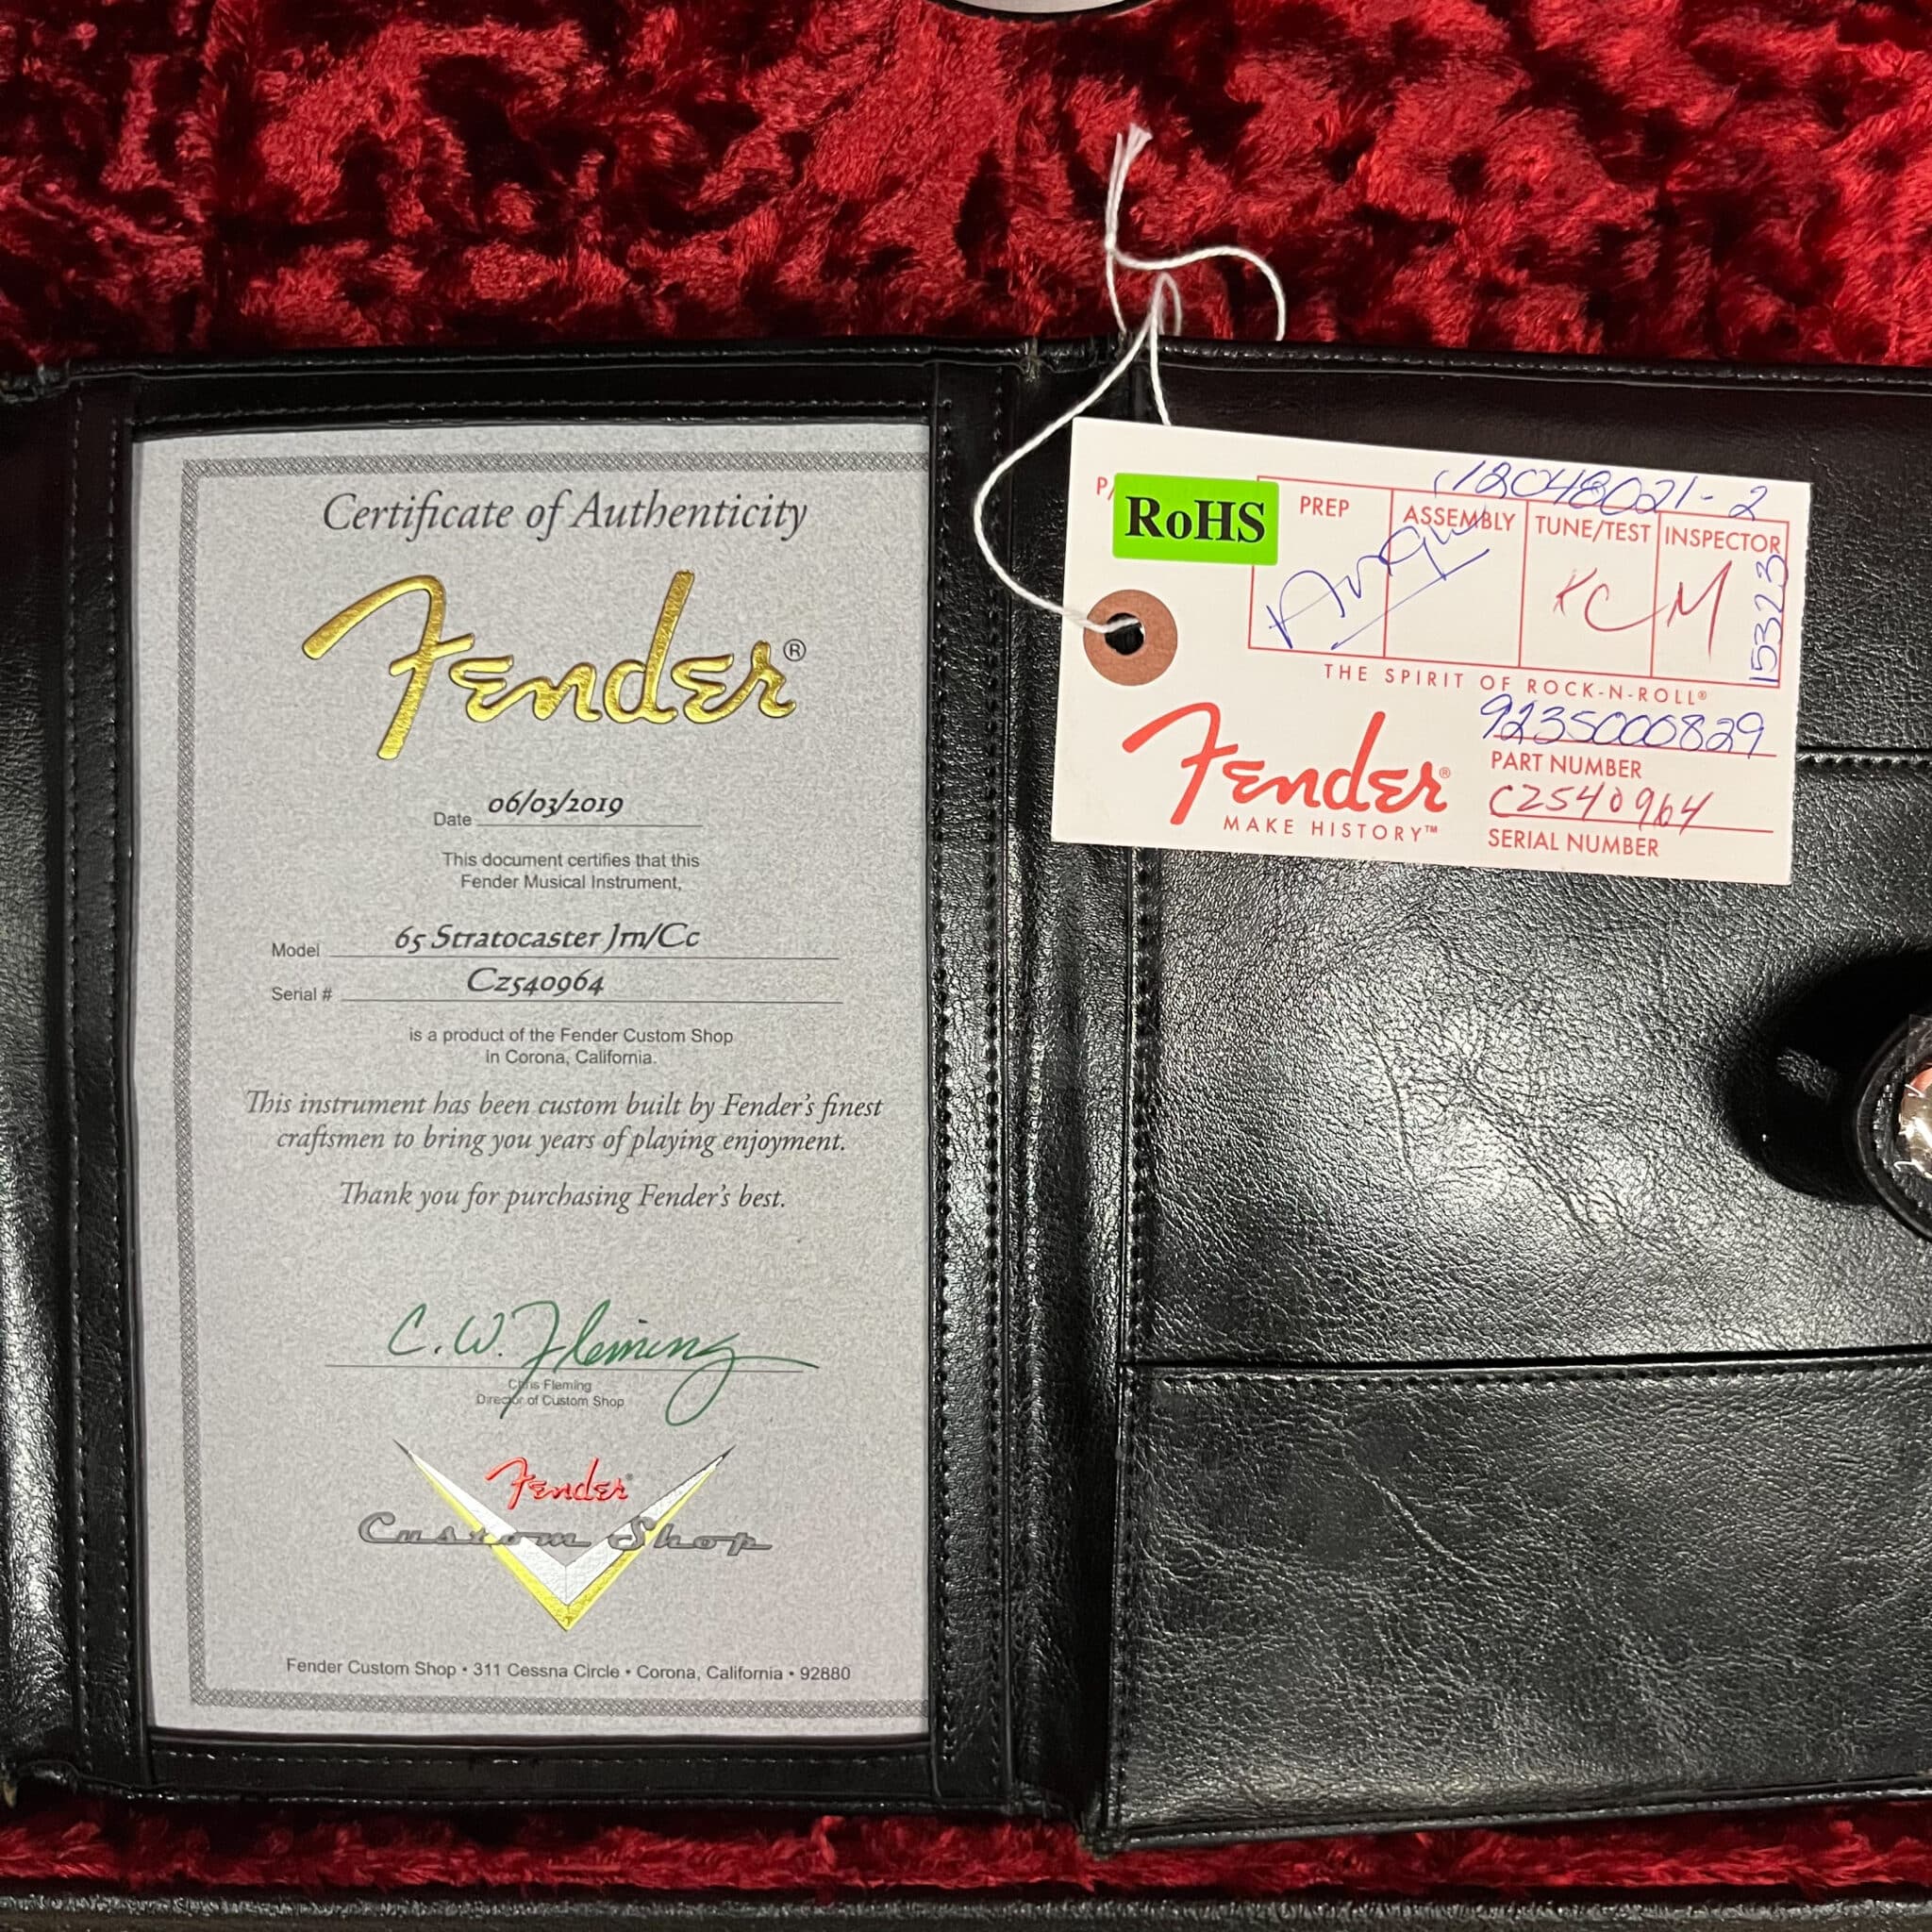 Certificate of Authenticity
Fender®
Date 06/03/2019
This document certifies that this
Fender Musical Instrument,
Model 65 Stratocaster Jrn/Cc
Serial # Cz540964
is a product of the Fender Custom Shop
in Corona, California.
This instrument has been custom built by Fender's finest
craftsmen to bring you years of playing enjoyment.
Thank you for purchasing Fender's best.
C.W. Fleming
Chris Fleming
Director of Custom Shop
Fender®
Custom Shop
Fender Custom Shop • 311 Cessna Circle • Corona, California • 92880
12048021-2
RoHS
PREP ASSEMBLY TUNE/TEST INSPECTOR
KC M
15323
THE SPIRIT OF ROCK-N-ROLL®
9235000829
PART NUMBER
CZ540964
SERIAL NUMBER
Fender®
MAKE HISTORY™